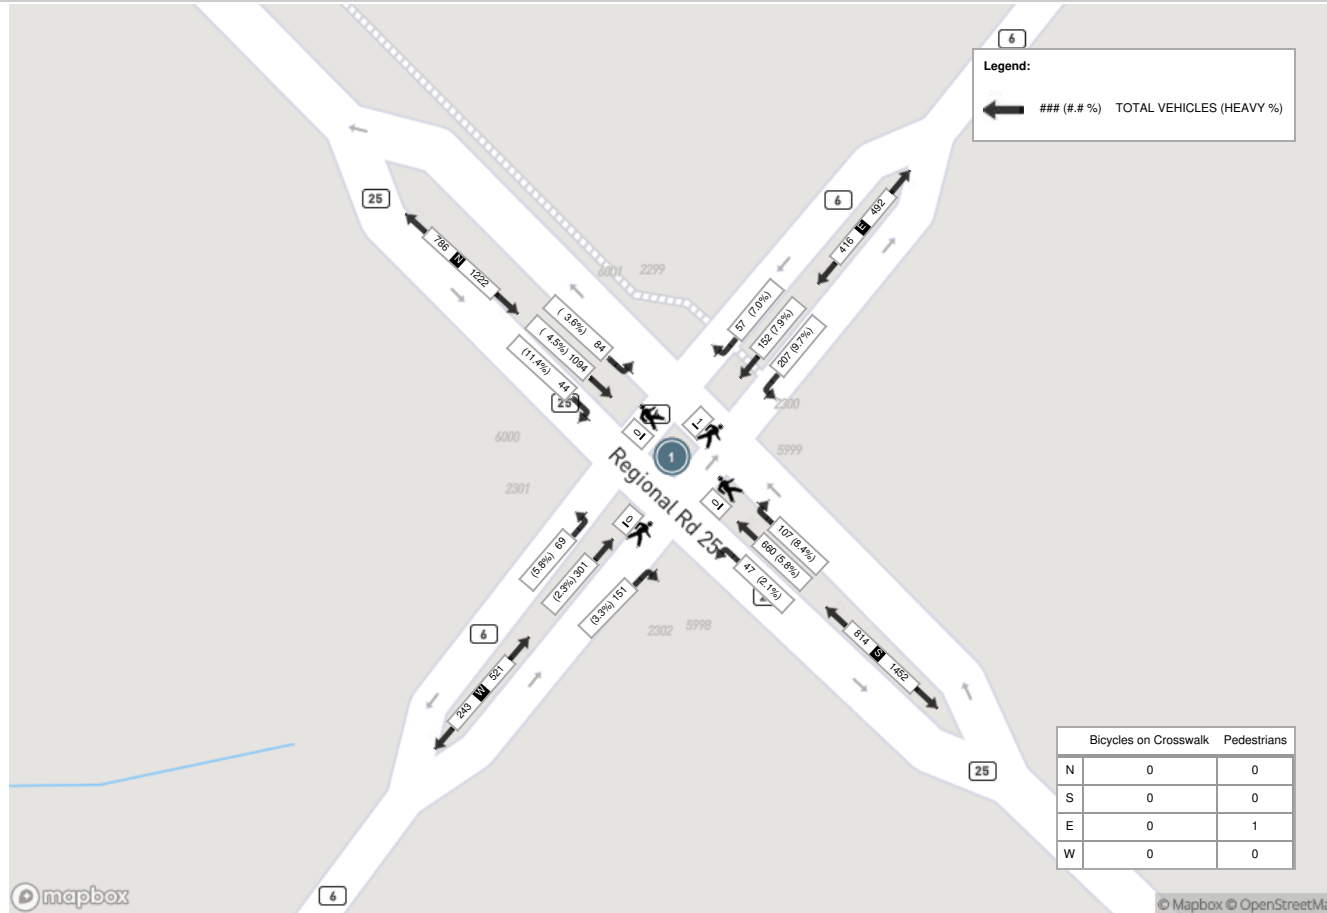 6
Legend:
### (#.# %) TOTAL VEHICLES (HEAVY %)
25
6
786 N 1222
416 E 492
6001 2299
( 3.6%) 84
( 4.5%) 1094
(11.4%) 44
57 (7.0%)
152 (7.9%)
207 (9.7%)
25
2300
6000
5999
2301
0
1
1
0
0
Regional Rd 25
(5.8%) 69
(2.3%) 301
(3.3%) 151
107 (8.4%)
660 (5.8%)
47 (2.1%)
2302 5998
6
243 W 521
814 S 1452
25
Bicycles on Crosswalk Pedestrians
N 0 0
S 0 0
E 0 1
W 0 0
6
mapbox
© Mapbox © OpenStreetMa